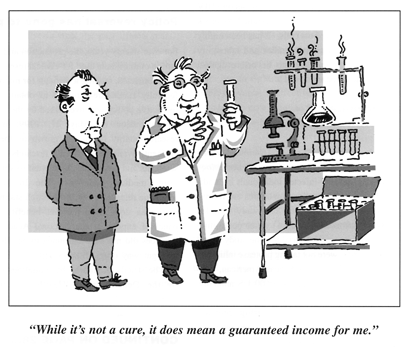 “While it’s not a cure, it does mean a guaranteed income for me.”